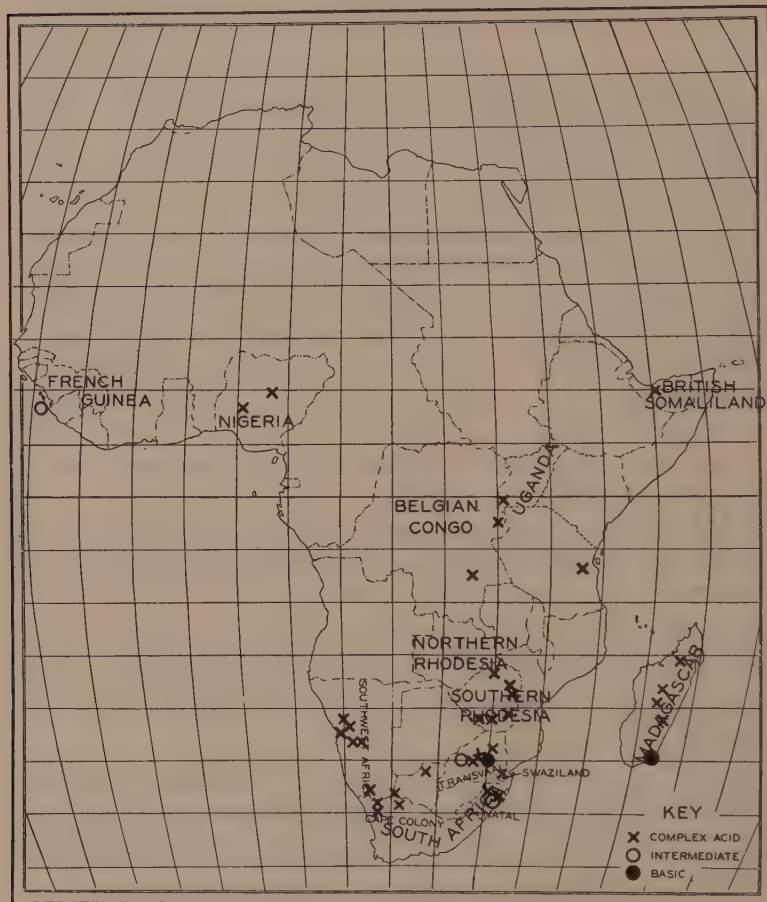 FRENCH
GUINEA
NIGERIA
BRITISH
SOMALILAND
UGANDA
BELGIAN
CONGO
NORTHERN
RHODESIA
SOUTHERN
RHODESIA
MADAGASCAR
SOUTHWEST AFRICA
TRANSVAAL
SWAZILAND
NATAL
CAPE COLONY
SOUTH AFRICA
KEY
COMPLEX ACID
INTERMEDIATE
BASIC